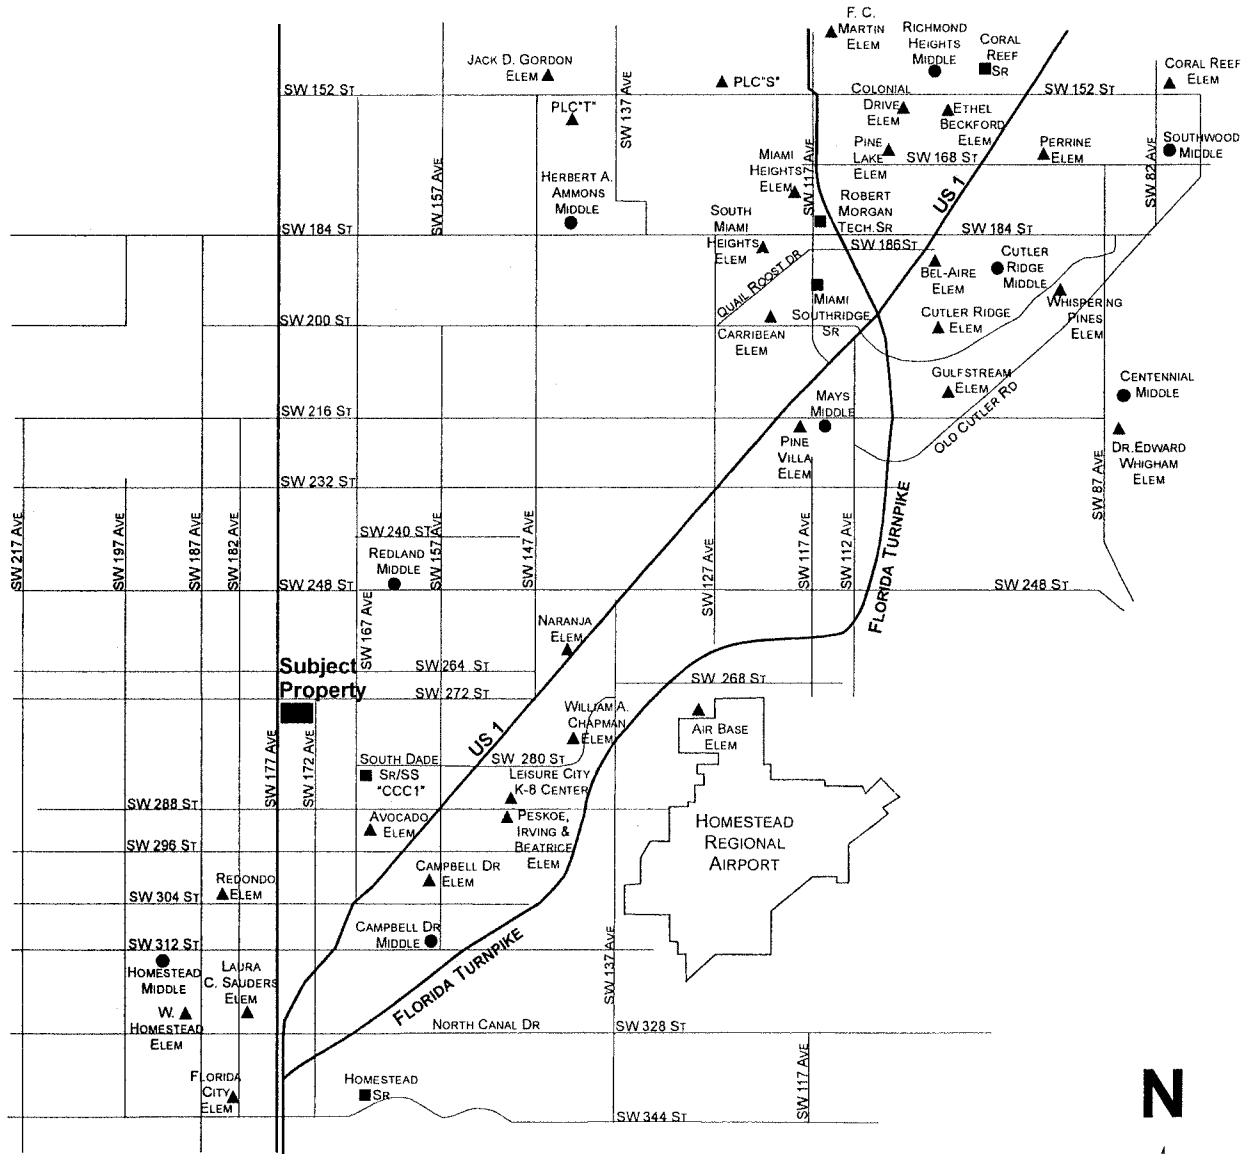 F. C.
MARTIN
ELEM
RICHMOND
HEIGHTS
MIDDLE
CORAL
REEF
SR
JACK D. GORDON
ELEM
SW 137 AVE
PLC"S"
CORAL REEF
ELEM
SW 152 ST
SW 152 ST
PLC"T"
COLONIAL
DRIVE
ELEM
ETHEL
BECKFORD
ELEM
PINE
LAKE
ELEM
SW 168 ST
PERRINE
ELEM
SOUTHWOOD
MIDDLE
SW 157 AVE
SW 117 AVE
SW 82 AVE
MIAMI
HEIGHTS
ELEM
HERBERT A.
AMMONS
MIDDLE
US 1
ROBERT
MORGAN
TECH.SR
SOUTH
MIAMI
HEIGHTS
ELEM
SW 184 ST
SW 184 ST
SW 186ST
CUTLER
RIDGE
MIDDLE
BEL-AIRE
ELEM
QUAIL ROOST DR
MIAMI
SOUTHRIDGE
SR
WHISPERING
PINES
ELEM
SW 200 ST
CARRIBEAN
ELEM
CUTLER RIDGE
ELEM
GULFSTREAM
ELEM
CENTENNIAL
MIDDLE
SW 216 ST
MAYS
MIDDLE
OLD CUTLER RD
PINE
VILLA
ELEM
DR.EDWARD
WHIGHAM
ELEM
SW 232 ST
SW 87 AVE
SW 217 AVE
SW 197 AVE
SW 187 AVE
SW 182 AVE
SW 240 ST
SW 157 AVE
SW 147 AVE
SW 127 AVE
SW 117 AVE
SW 112 AVE
FLORIDA TURNPIKE
REDLAND
MIDDLE
SW 248 ST
SW 248 ST
SW 167 AVE
NARANJA
ELEM
Subject
Property
SW 264 ST
SW 268 ST
SW 272 ST
WILLIAM A.
CHAPMAN
ELEM
AIR BASE
ELEM
US 1
SW 177 AVE
SW 172 AVE
SOUTH DADE
SR/SS
"CCC1"
SW 280 ST
LEISURE CITY
K-8 CENTER
SW 288 ST
AVOCADO
ELEM
PESKOE,
IRVING &
BEATRICE
ELEM
HOMESTEAD
REGIONAL
AIRPORT
SW 296 ST
REDONDO
ELEM
CAMPBELL DR
ELEM
SW 304 ST
CAMPBELL DR
MIDDLE
SW 312 ST
HOMESTEAD
MIDDLE
LAURA
C. SAUDERS
ELEM
FLORIDA TURNPIKE
SW 137 AVE
W.
HOMESTEAD
ELEM
NORTH CANAL DR
SW 328 ST
FLORIDA
CITY
ELEM
HOMESTEAD
SR
SW 117 AVE
SW 344 ST
N